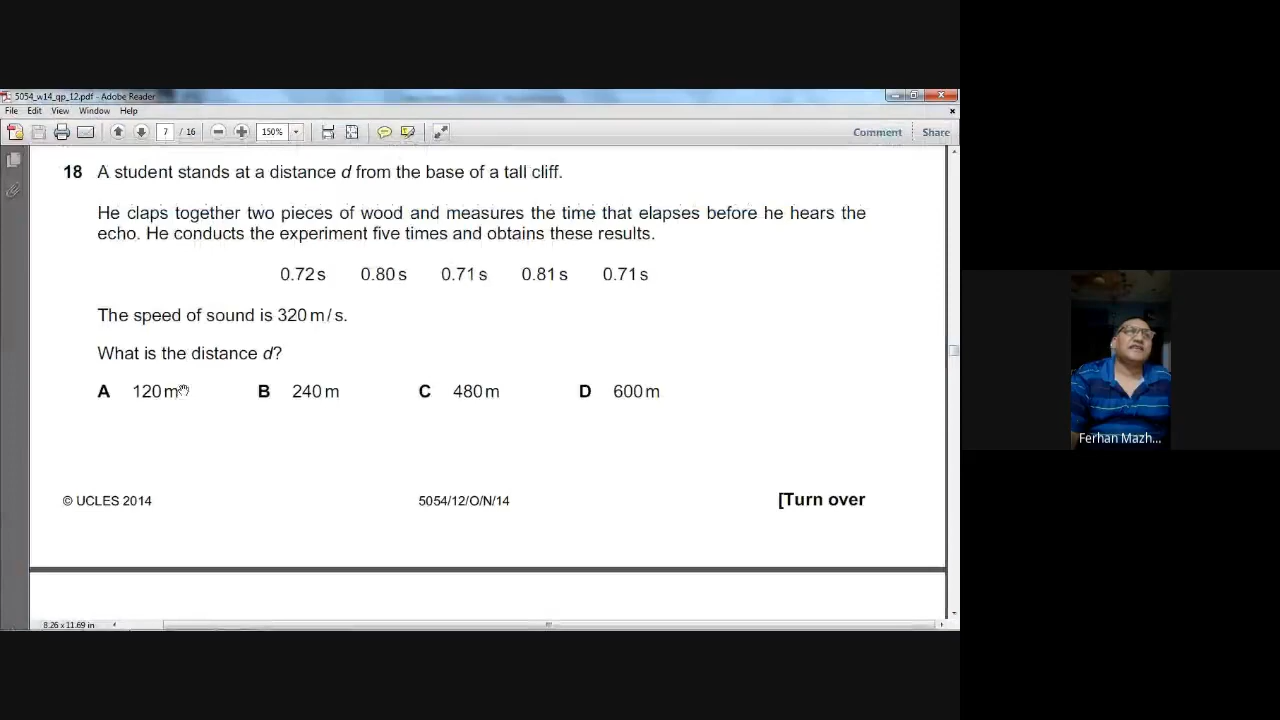 5054_w14_qp_12.pdf - Adobe Reader
File Edit View Window Help
7 / 16 150% Comment Share
18 A student stands at a distance d from the base of a tall cliff.
He claps together two pieces of wood and measures the time that elapses before he hears the
echo. He conducts the experiment five times and obtains these results.
0.72 s 0.80 s 0.71 s 0.81 s 0.71 s
The speed of sound is 320 m / s.
What is the distance d?
A 120 m B 240 m C 480 m D 600 m
© UCLES 2014 5054/12/O/N/14 [Turn over
8.26 x 11.69 in
Ferhan Mazh...